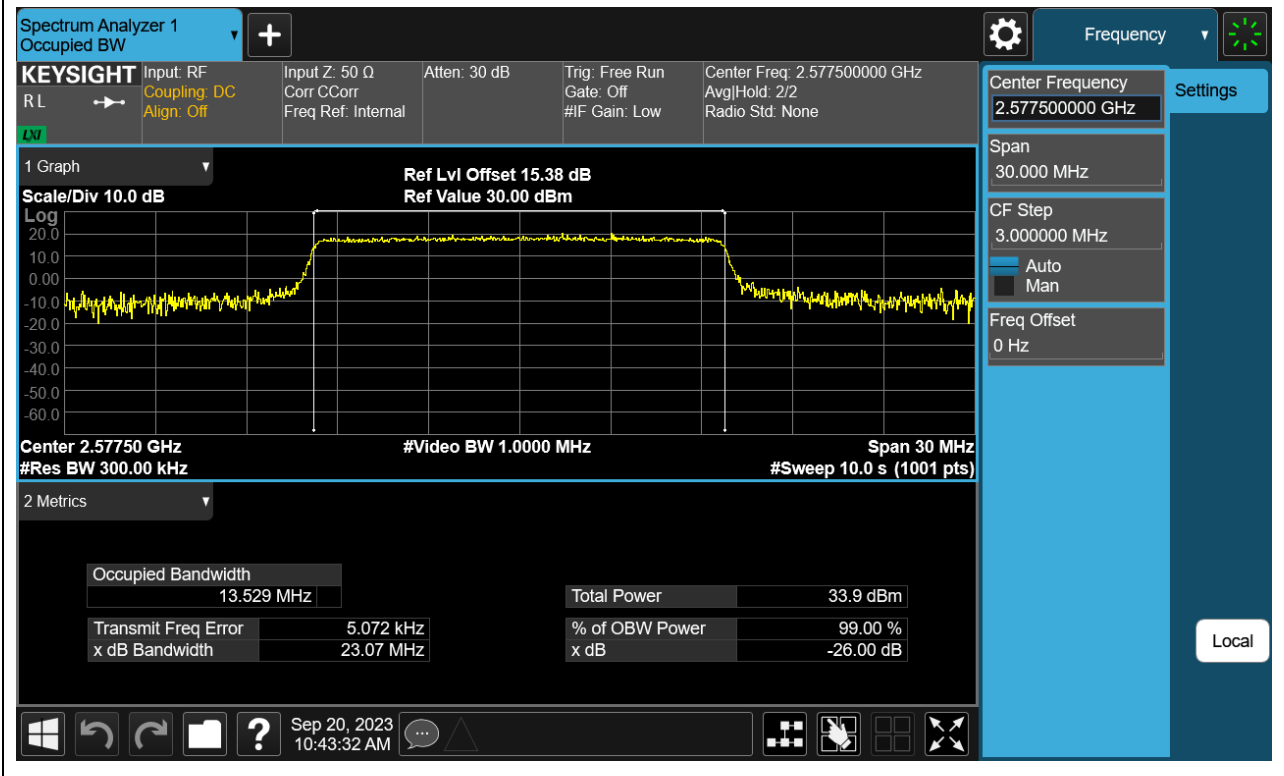 Spectrum Analyzer 1
Occupied BW
+
Frequency
KEYSIGHT
R L
LXI
Input: RF
Coupling: DC
Align: Off
Input Z: 50 Ω
Corr CCorr
Freq Ref: Internal
Atten: 30 dB
Trig: Free Run
Gate: Off
#IF Gain: Low
Center Freq: 2.577500000 GHz
Avg|Hold: 2/2
Radio Std: None
Center Frequency
2.577500000 GHz
Settings
Span
30.000 MHz
CF Step
3.000000 MHz
Auto
Man
Freq Offset
0 Hz
Local
1 Graph
Scale/Div 10.0 dB
Ref Lvl Offset 15.38 dB
Ref Value 30.00 dBm
Log
20.0
10.0
0.00
-10.0
-20.0
-30.0
-40.0
-50.0
-60.0
Center 2.57750 GHz
#Video BW 1.0000 MHz
Span 30 MHz
#Res BW 300.00 kHz
#Sweep 10.0 s (1001 pts)
2 Metrics
Occupied Bandwidth
13.529 MHz
Total Power 33.9 dBm
Transmit Freq Error 5.072 kHz
% of OBW Power 99.00 %
x dB Bandwidth 23.07 MHz
x dB -26.00 dB
?
Sep 20, 2023
10:43:32 AM